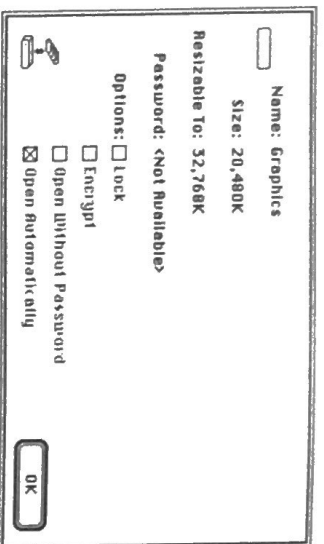 Name: Graphics
Size: 20,480K
Resizable To: 32,768K
Password: <Not Available>
Options: Lock
Encrypt
Open Without Password
Open Automatically
OK